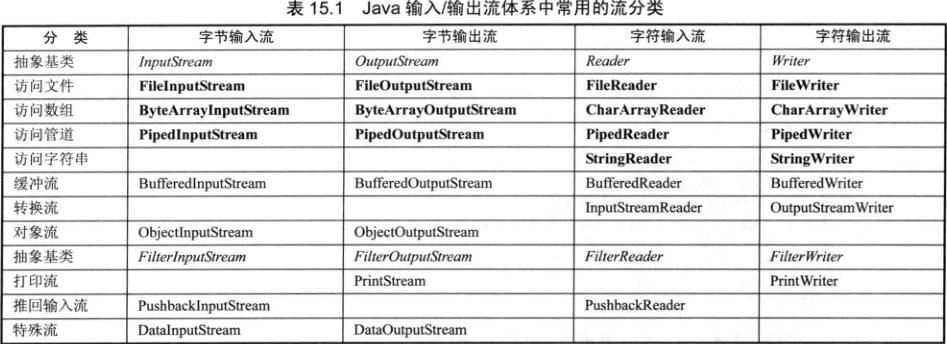 表 15.1 Java 输入/输出流体系中常用的流分类
分 类 字节输入流 字节输出流 字符输入流 字符输出流
抽象基类 InputStream OutputStream Reader Writer
访问文件 FileInputStream FileOutputStream FileReader FileWriter
访问数组 ByteArrayInputStream ByteArrayOutputStream CharArrayReader CharArrayWriter
访问管道 PipedInputStream PipedOutputStream PipedReader PipedWriter
访问字符串 StringReader StringWriter
缓冲流 BufferedInputStream BufferedOutputStream BufferedReader BufferedWriter
转换流 InputStreamReader OutputStreamWriter
对象流 ObjectInputStream ObjectOutputStream
抽象基类 FilterInputStream FilterOutputStream FilterReader FilterWriter
打印流 PrintStream PrintWriter
推回输入流 PushbackInputStream PushbackReader
特殊流 DataInputStream DataOutputStream